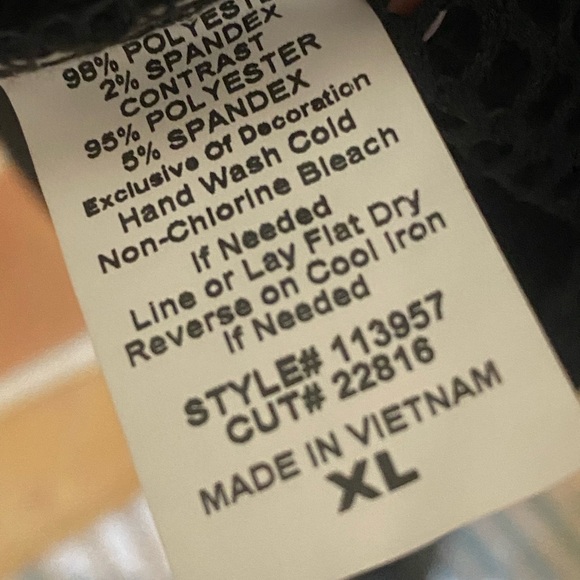 98% POLYESTER
2% SPANDEX
CONTRAST
95% POLYESTER
5% SPANDEX
Exclusive Of Decoration
Hand Wash Cold
Non-Chlorine Bleach
If Needed
Line or Lay Flat Dry
Reverse on Cool Iron
If Needed
STYLE# 113957
CUT# 22816
MADE IN VIETNAM
XL